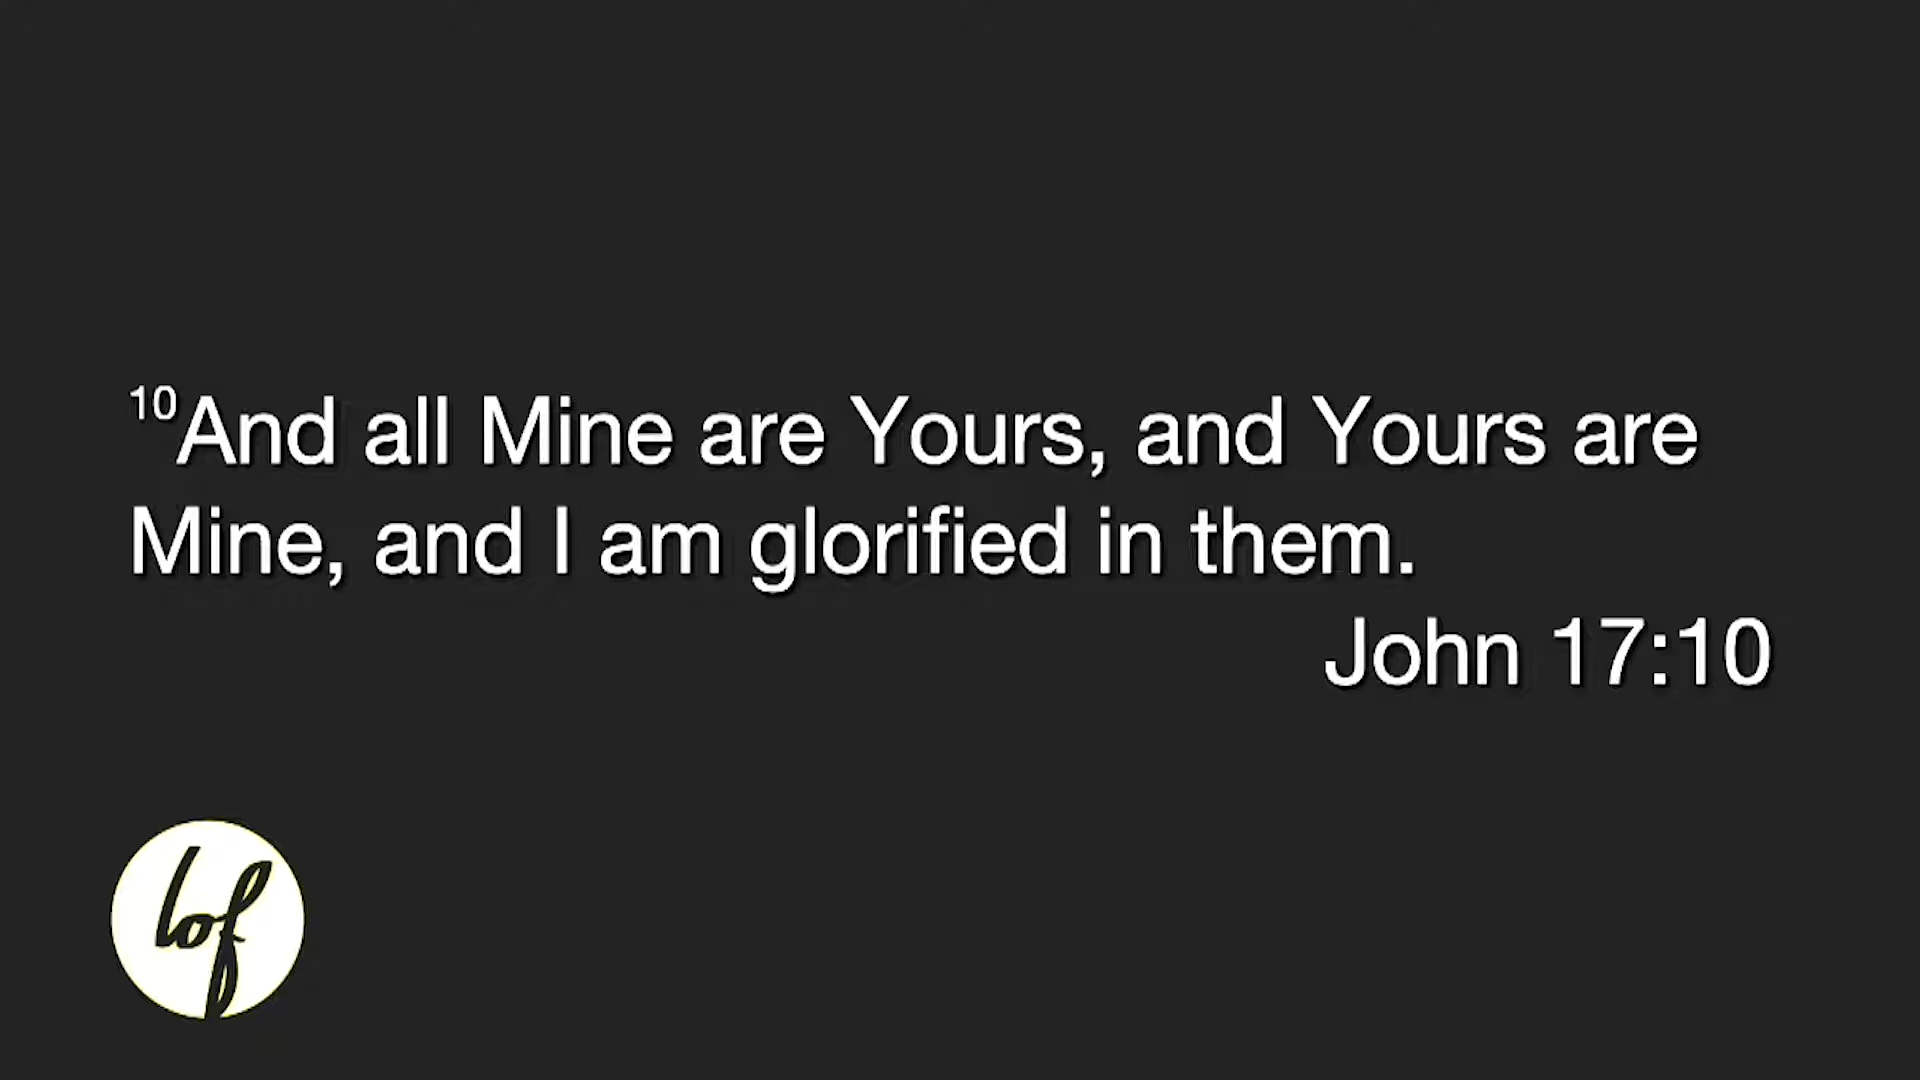 10And all Mine are Yours, and Yours are
Mine, and I am glorified in them.
John 17:10
lof